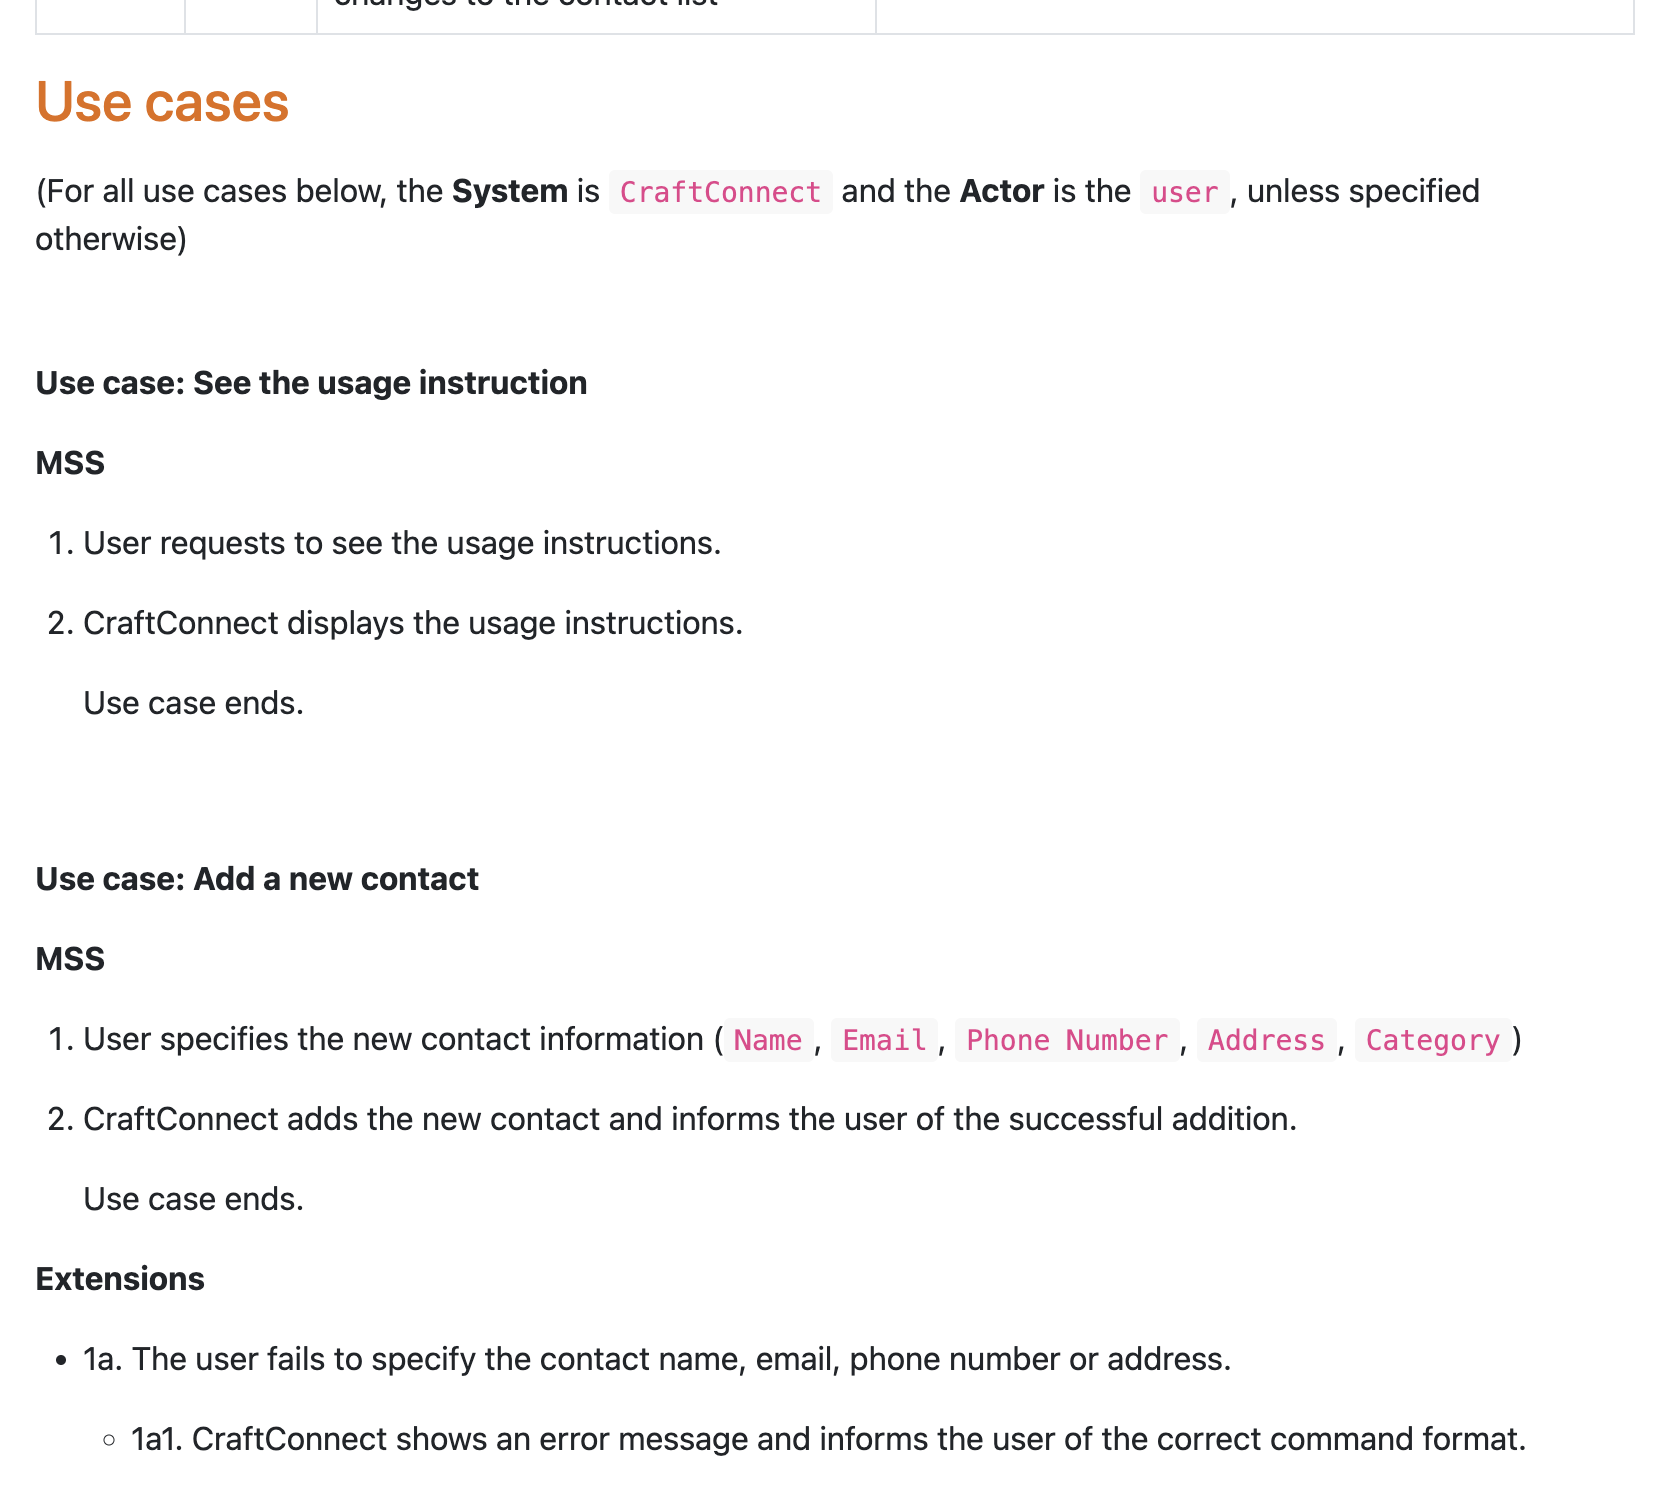 changes to the contact list
Use cases
(For all use cases below, the System is CraftConnect and the Actor is the user, unless specified
otherwise)
Use case: See the usage instruction
MSS
1. User requests to see the usage instructions.
2. CraftConnect displays the usage instructions.
Use case ends.
Use case: Add a new contact
MSS
1. User specifies the new contact information (Name, Email, Phone Number, Address, Category)
2. CraftConnect adds the new contact and informs the user of the successful addition.
Use case ends.
Extensions
• 1a. The user fails to specify the contact name, email, phone number or address.
◦ 1a1. CraftConnect shows an error message and informs the user of the correct command format.